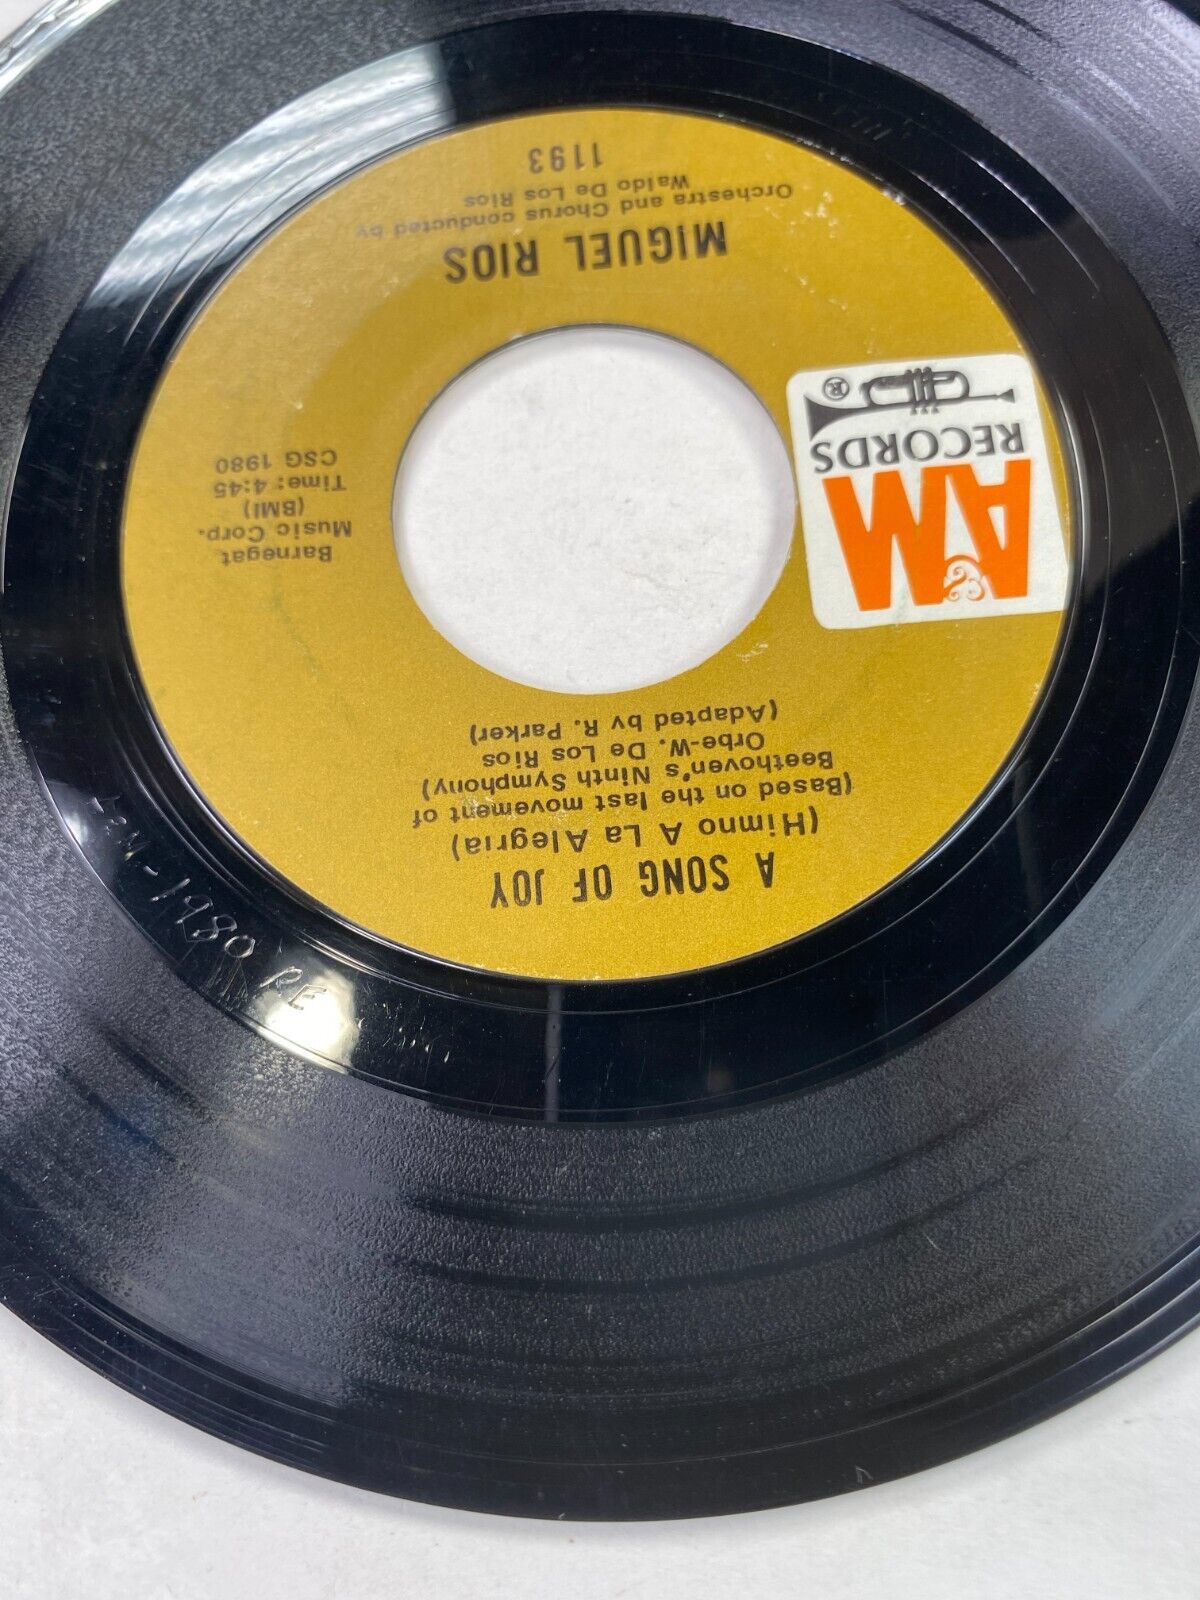 A SONG OF JOY
(Himno A La Alegria)
(Based on the last movement of
Beethoven's Ninth Symphony)
Orbe-W. De Los Rios
(Adapted by R. Parker)
AM
RECORDS
®
Barnegat
Music Corp.
(BMI)
Time: 4:45
CSG 1980
MIGUEL RIOS
Orchestra and Chorus conducted by
Waldo De Los Rios
1193